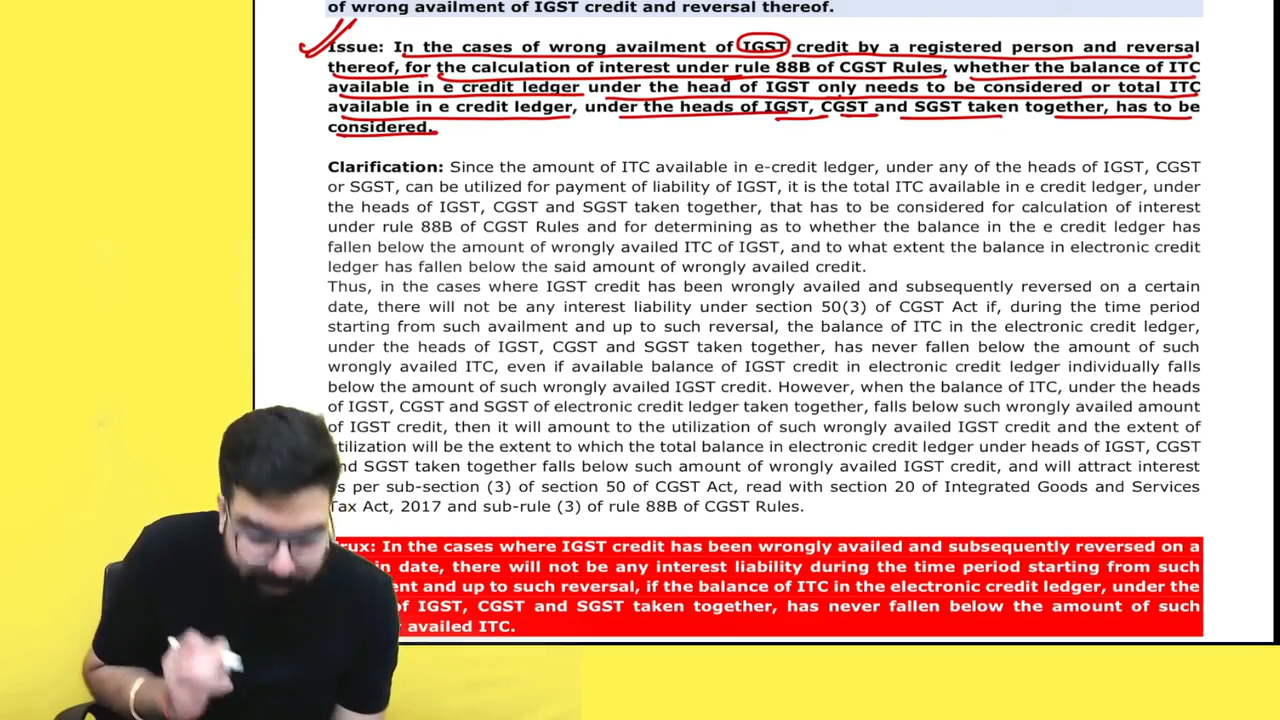 of wrong availment of IGST credit and reversal thereof.
Issue: In the cases of wrong availment of IGST credit by a registered person and reversal
thereof, for the calculation of interest under rule 88B of CGST Rules, whether the balance of ITC
available in e credit ledger under the head of IGST only needs to be considered or total ITC
available in e credit ledger, under the heads of IGST, CGST and SGST taken together, has to be
considered.
Clarification: Since the amount of ITC available in e-credit ledger, under any of the heads of IGST, CGST
or SGST, can be utilized for payment of liability of IGST, it is the total ITC available in e credit ledger, under
the heads of IGST, CGST and SGST taken together, that has to be considered for calculation of interest
under rule 88B of CGST Rules and for determining as to whether the balance in the e credit ledger has
fallen below the amount of wrongly availed ITC of IGST, and to what extent the balance in electronic credit
ledger has fallen below the said amount of wrongly availed credit.
Thus, in the cases where IGST credit has been wrongly availed and subsequently reversed on a certain
date, there will not be any interest liability under section 50(3) of CGST Act if, during the time period
starting from such availment and up to such reversal, the balance of ITC in the electronic credit ledger,
under the heads of IGST, CGST and SGST taken together, has never fallen below the amount of such
wrongly availed ITC, even if available balance of IGST credit in electronic credit ledger individually falls
below the amount of such wrongly availed IGST credit. However, when the balance of ITC, under the heads
of IGST, CGST and SGST of electronic credit ledger taken together, falls below such wrongly availed amount
of IGST credit, then it will amount to the utilization of such wrongly availed IGST credit and the extent of
utilization will be the extent to which the total balance in electronic credit ledger under heads of IGST, CGST
and SGST taken together falls below such amount of wrongly availed IGST credit, and will attract interest
as per sub-section (3) of section 50 of CGST Act, read with section 20 of Integrated Goods and Services
Tax Act, 2017 and sub-rule (3) of rule 88B of CGST Rules.
Crux: In the cases where IGST credit has been wrongly availed and subsequently reversed on a
date, there will not be any interest liability during the time period starting from such
and up to such reversal, if the balance of ITC in the electronic credit ledger, under the
of IGST, CGST and SGST taken together, has never fallen below the amount of such
availed ITC.